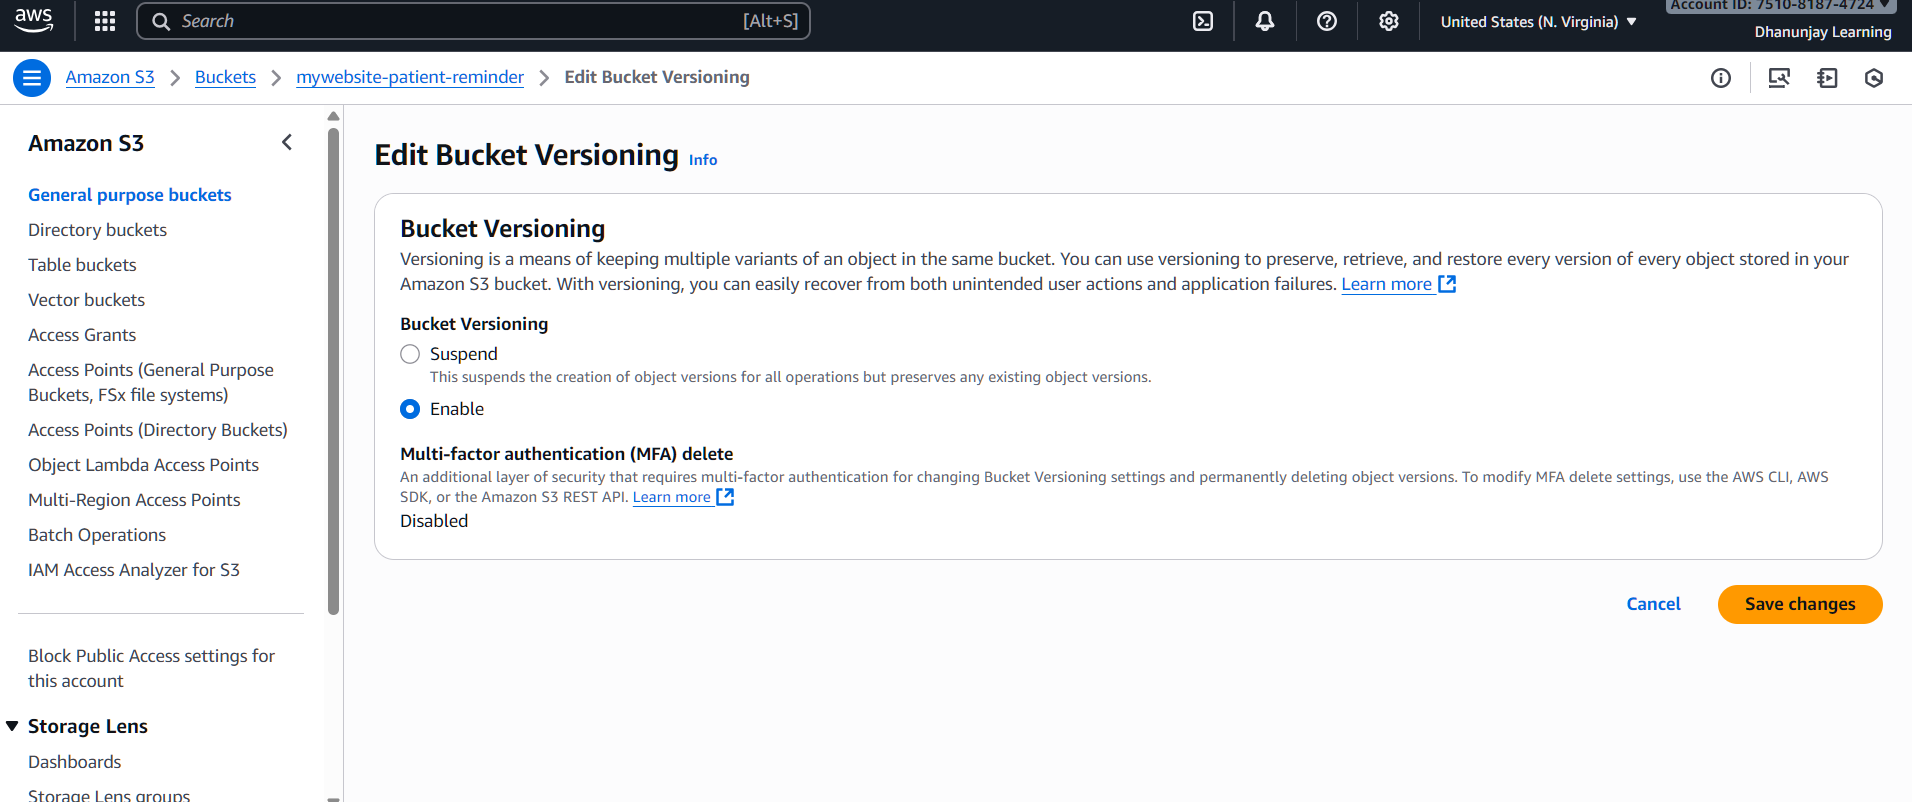 aws
Search
[Alt+S]
United States (N. Virginia)
Account ID: 7510-8187-4724
Dhanunjay Learning
Amazon S3
Buckets
mywebsite-patient-reminder
Edit Bucket Versioning
Amazon S3
General purpose buckets
Directory buckets
Table buckets
Vector buckets
Access Grants
Access Points (General Purpose
Buckets, FSx file systems)
Access Points (Directory Buckets)
Object Lambda Access Points
Multi-Region Access Points
Batch Operations
IAM Access Analyzer for S3
Block Public Access settings for
this account
Storage Lens
Dashboards
Storage Lens groups
Edit Bucket Versioning Info
Bucket Versioning
Versioning is a means of keeping multiple variants of an object in the same bucket. You can use versioning to preserve, retrieve, and restore every version of every object stored in your
Amazon S3 bucket. With versioning, you can easily recover from both unintended user actions and application failures. Learn more
Bucket Versioning
Suspend
This suspends the creation of object versions for all operations but preserves any existing object versions.
Enable
Multi-factor authentication (MFA) delete
An additional layer of security that requires multi-factor authentication for changing Bucket Versioning settings and permanently deleting object versions. To modify MFA delete settings, use the AWS CLI, AWS
SDK, or the Amazon S3 REST API. Learn more
Disabled
Cancel
Save changes